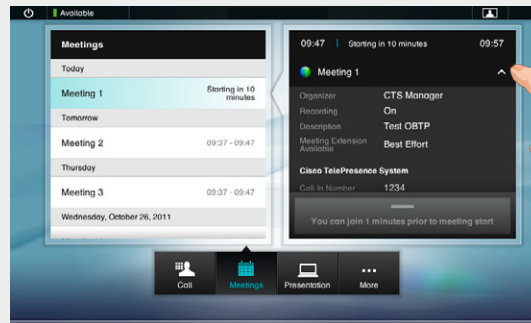 Available
Meetings
Today
Meeting 1
Starting in 10 minutes
Tomorrow
Meeting 2 09:37 - 09:47
Thursday
Meeting 3 09:37 - 09:47
Wednesday, October 26, 2011
09:47 Starting in 10 minutes 09:57
Meeting 1
Organizer CTS Manager
Recording On
Description Test OBTP
Meeting Extension Available Best Effort
Cisco TelePresence System
Call-In Number 1234
You can join 1 minutes prior to meeting start
Call Meetings Presentation More